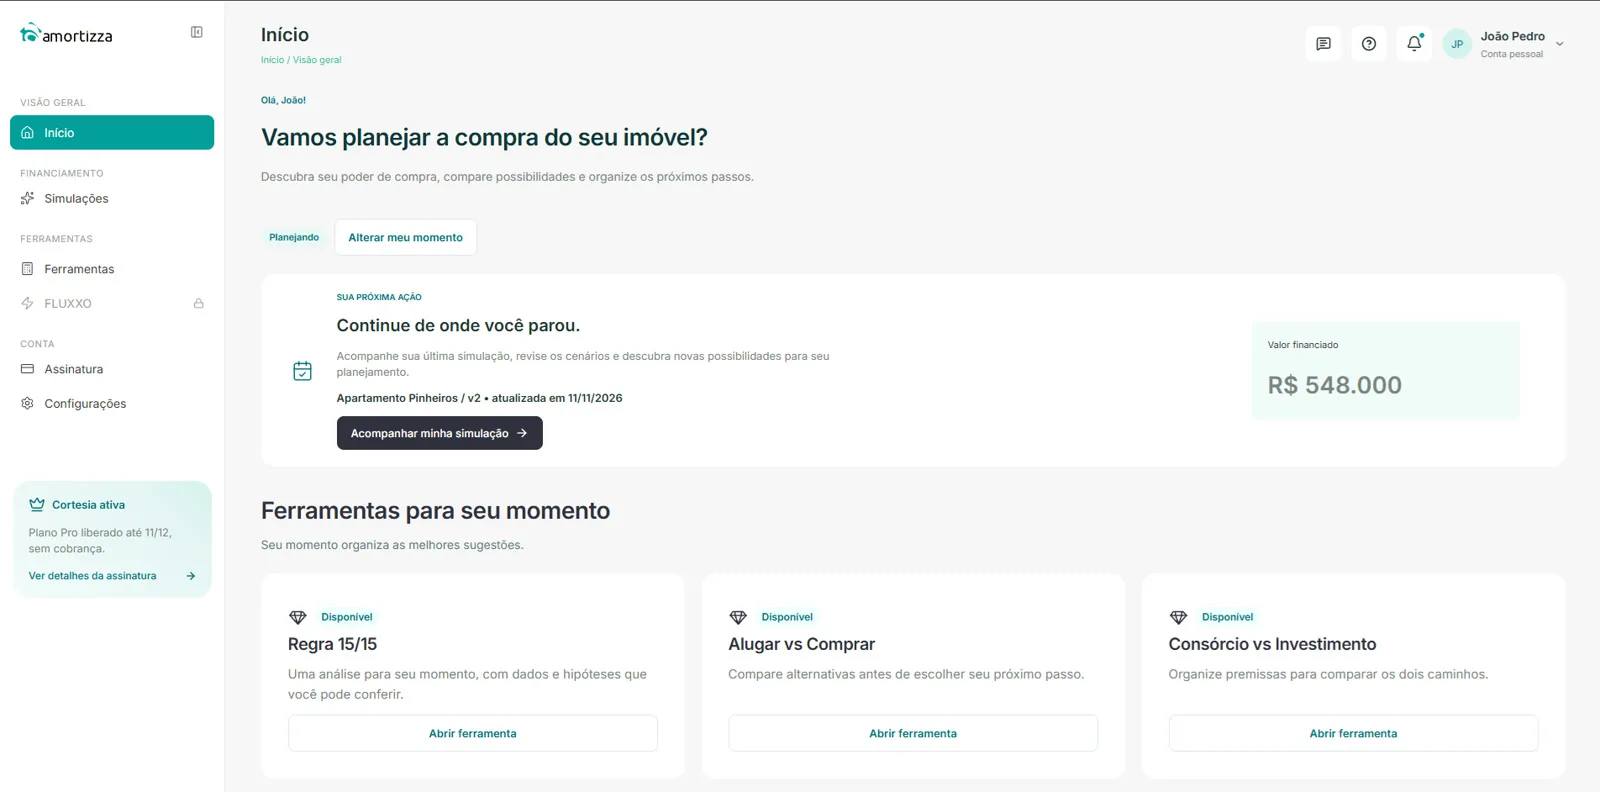 amortizza
VISÃO GERAL
Início
FINANCIAMENTO
Simulações
FERRAMENTAS
Ferramentas
FLUXXO
CONTA
Assinatura
Configurações
Cortesia ativa
Plano Pro liberado até 11/12,
sem cobrança.
Ver detalhes da assinatura
Início
Início / Visão geral
JP
João Pedro
Conta pessoal
Olá, João!
Vamos planejar a compra do seu imóvel?
Descubra seu poder de compra, compare possibilidades e organize os próximos passos.
Planejando
Alterar meu momento
SUA PRÓXIMA AÇÃO
Continue de onde você parou.
Acompanhe sua última simulação, revise os cenários e descubra novas possibilidades para seu
planejamento.
Apartamento Pinheiros / v2 • atualizada em 11/11/2026
Acompanhar minha simulação
Valor financiado
R$ 548.000
Ferramentas para seu momento
Seu momento organiza as melhores sugestões.
Disponível
Regra 15/15
Uma análise para seu momento, com dados e hipóteses que
você pode conferir.
Abrir ferramenta
Disponível
Alugar vs Comprar
Compare alternativas antes de escolher seu próximo passo.
Abrir ferramenta
Disponível
Consórcio vs Investimento
Organize premissas para comparar os dois caminhos.
Abrir ferramenta